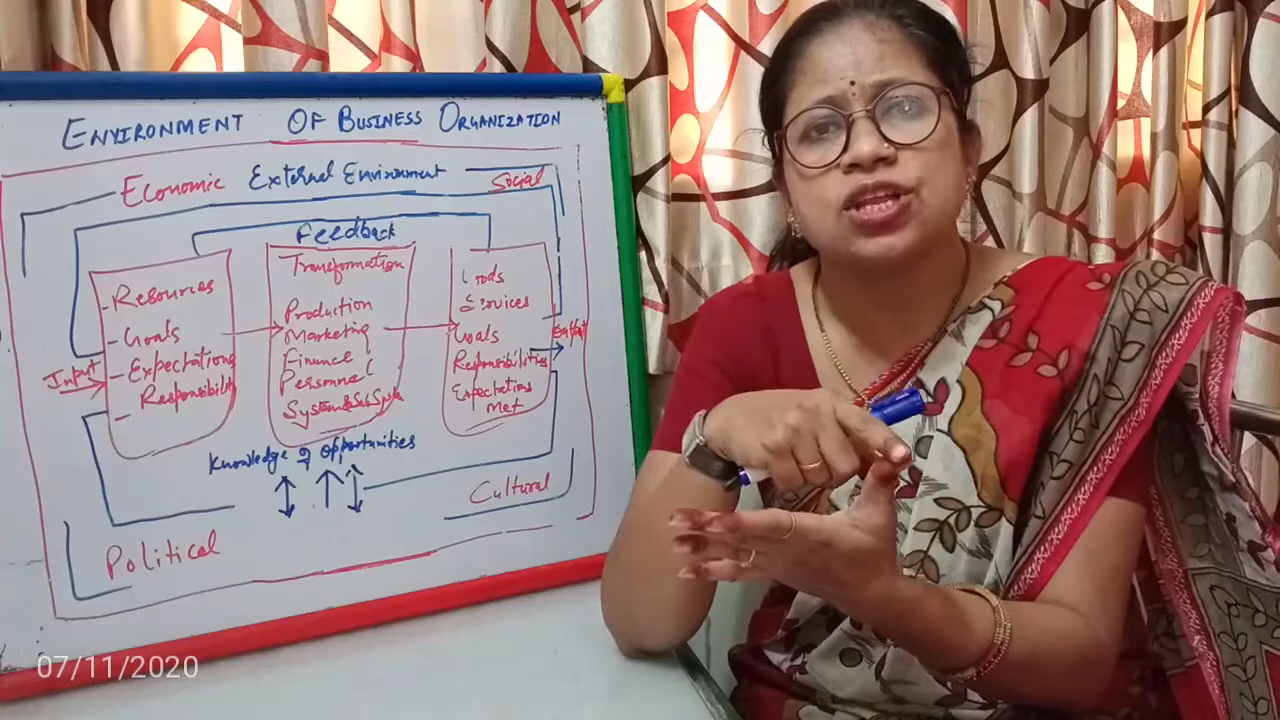 ENVIRONMENT OF BUSINESS ORGANIZATION
External Environment
Economic
Social
Feedback
Input
- Resources
- Goals
- Expectations
Responsibility
Transformation
Production
Marketing
Finance
Personnel
Goods
Services
Goals
Responsibilities
Expectations
Met
Knowledge of opportunities
Cultural
Political
07/11/2020